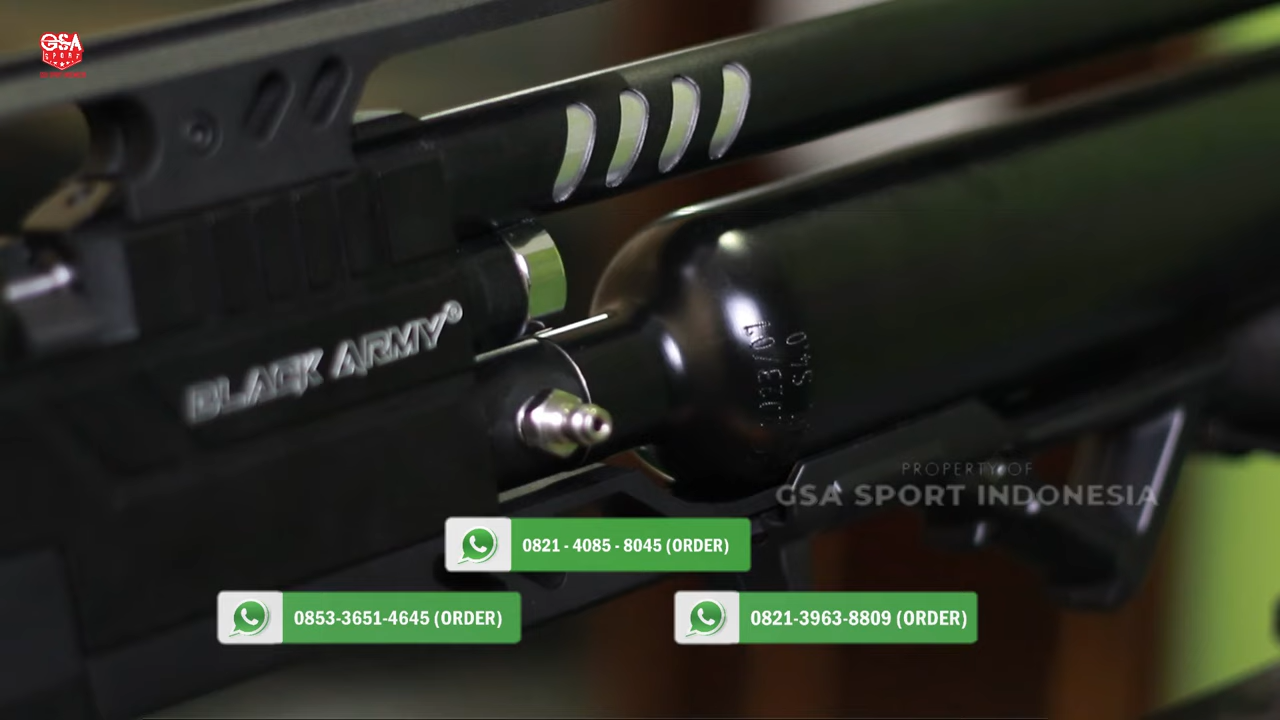 GSA
SPORT
BLACK ARMY®
PROPERTY OF
GSA SPORT INDONESIA
0821 - 4085 - 8045 (ORDER)
0853-3651-4645 (ORDER)
0821-3963-8809 (ORDER)